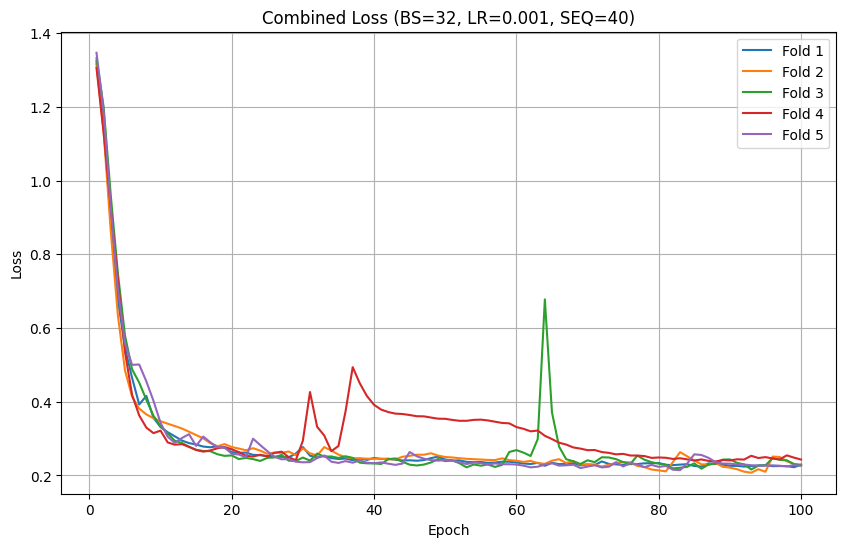 Combined Loss (BS=32, LR=0.001, SEQ=40)
1.4
1.2
1.0
0.8
0.6
0.4
0.2
Loss
Fold 1
Fold 2
Fold 3
Fold 4
Fold 5
0 20 40 60 80 100
Epoch